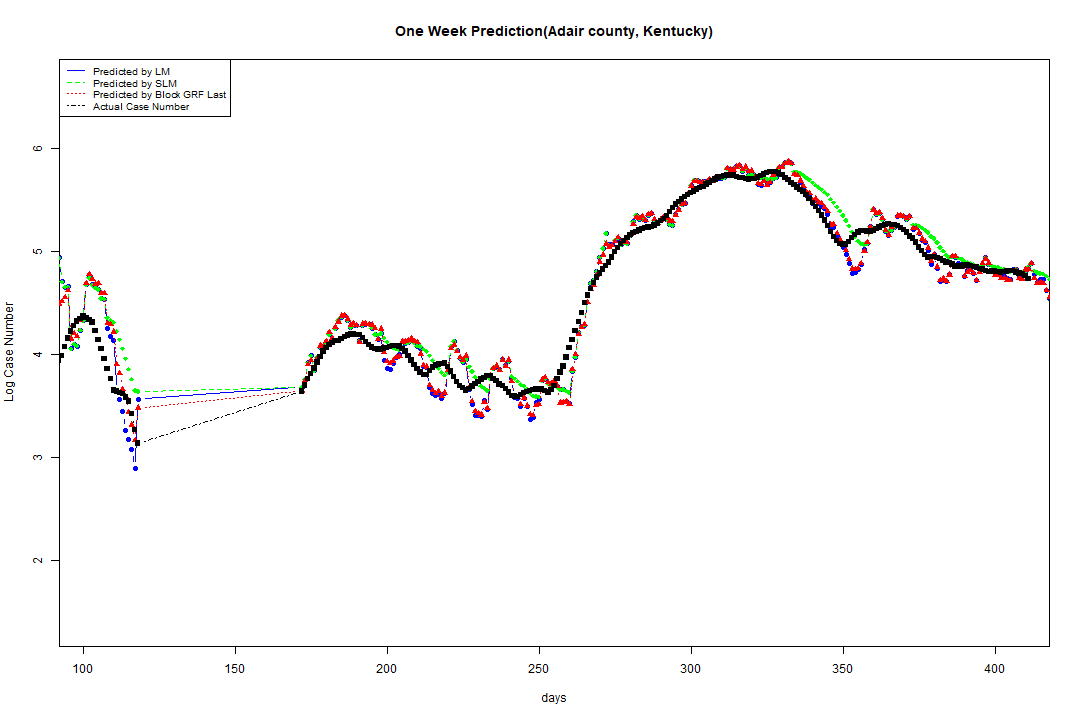 One Week Prediction(Adair county, Kentucky)
Predicted by LM
Predicted by SLM
Predicted by Block GRF Last
Actual Case Number
Log Case Number
6
5
4
3
2
100 150 200 250 300 350 400
days